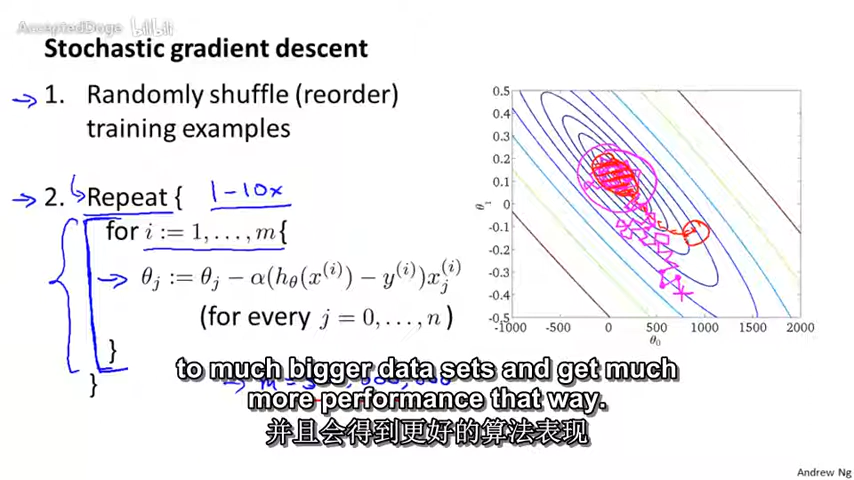 AcceptedDoge bilibili
Stochastic gradient descent
→ 1. Randomly shuffle (reorder)
training examples
→ 2. Repeat { 1-10x
for i := 1, . . . , m{
→ θj := θj − α(hθ(x^(i)) − y^(i))xj^(i)
(for every j = 0, . . . , n )
}
}
0.5
0.4
0.3
0.2
0.1
0
-0.1
-0.2
-0.3
-0.4
-0.5
θ1
-1000 -500 0 500 1000 1500 2000
θ0
to much bigger data sets and get much
more performance that way.
并且会得到更好的算法表现
Andrew Ng